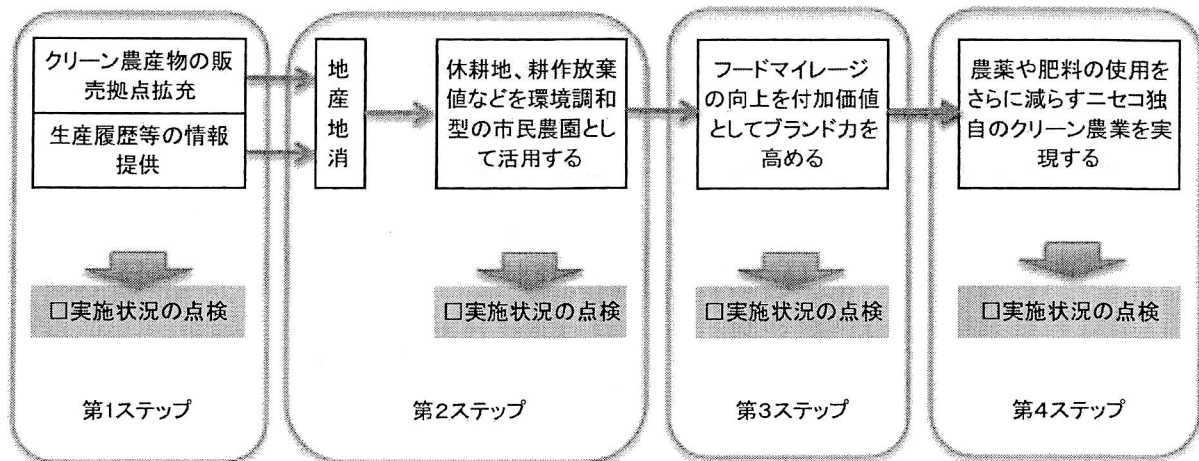 クリーン農産物の販
売拠点拡充
生産履歴等の情報
提供
地
産
地
消
休耕地、耕作放棄
値などを環境調和
型の市民農園とし
て活用する
フードマイレージ
の向上を付加価値
としてブランド力を
高める
農薬や肥料の使用を
さらに減らすニセコ独
自のクリーン農業を実
現する
□実施状況の点検
□実施状況の点検
□実施状況の点検
□実施状況の点検
第1ステップ
第2ステップ
第3ステップ
第4ステップ